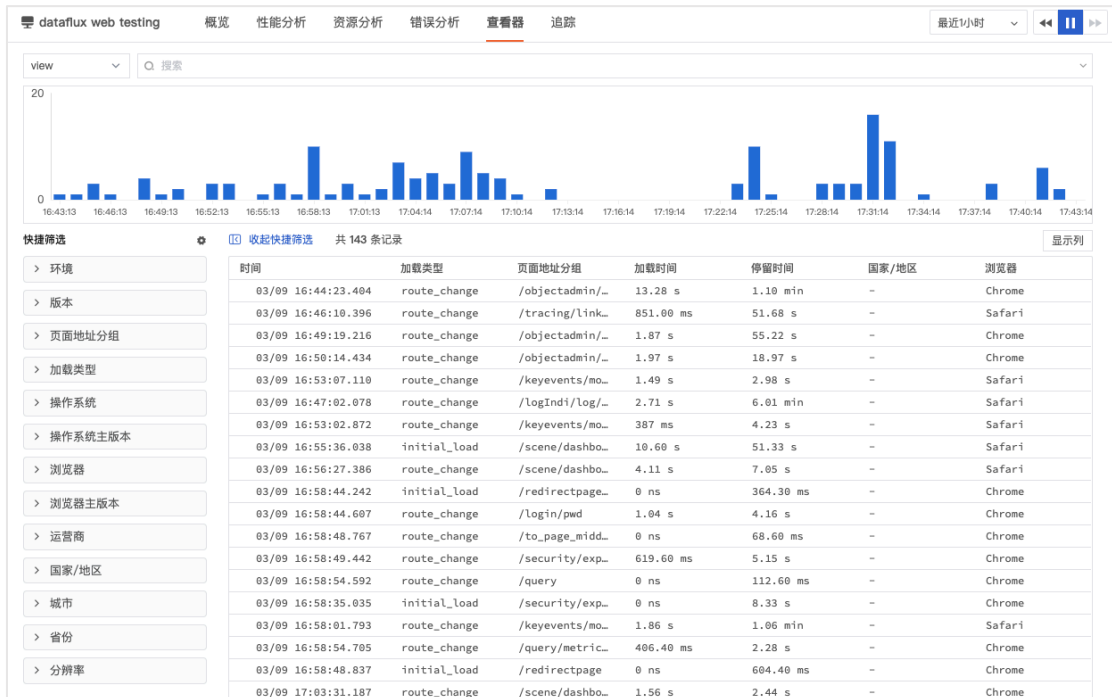 dataflux web testing 概览 性能分析 资源分析 错误分析 查看器 追踪 最近1小时
view 搜索
20
0
16:43:13 16:46:13 16:49:13 16:52:13 16:55:13 16:58:13 17:01:13 17:04:14 17:07:14 17:10:14 17:13:14 17:16:14 17:19:14 17:22:14 17:25:14 17:28:14 17:31:14 17:34:14 17:37:14 17:40:14 17:43:14
快捷筛选 收起快捷筛选 共 143 条记录 显示列
环境
版本
页面地址分组
加载类型
操作系统
操作系统主版本
浏览器
浏览器主版本
运营商
国家/地区
城市
省份
分辨率
时间 加载类型 页面地址分组 加载时间 停留时间 国家/地区 浏览器
03/09 16:44:23.404 route_change /objectadmin/… 13.28 s 1.10 min – Chrome
03/09 16:46:10.396 route_change /tracing/link… 851.00 ms 51.68 s – Safari
03/09 16:49:19.216 route_change /objectadmin/… 1.87 s 55.22 s – Chrome
03/09 16:50:14.434 route_change /objectadmin/… 1.97 s 18.97 s – Chrome
03/09 16:53:07.110 route_change /keyevents/mo… 1.49 s 2.98 s – Safari
03/09 16:47:02.078 route_change /logIndi/log/… 2.71 s 6.01 min – Safari
03/09 16:53:02.872 route_change /keyevents/mo… 387 ms 4.23 s – Safari
03/09 16:55:36.038 initial_load /scene/dashbo… 10.60 s 51.33 s – Safari
03/09 16:56:27.386 route_change /scene/dashbo… 4.11 s 7.05 s – Safari
03/09 16:58:44.242 initial_load /redirectpage… 0 ns 364.30 ms – Chrome
03/09 16:58:44.607 route_change /login/pwd 1.04 s 4.16 s – Chrome
03/09 16:58:48.767 route_change /to_page_midd… 0 ns 68.60 ms – Chrome
03/09 16:58:49.442 route_change /security/exp… 619.60 ms 5.15 s – Chrome
03/09 16:58:54.592 route_change /query 0 ns 112.60 ms – Chrome
03/09 16:58:35.035 initial_load /security/exp… 0 ns 8.33 s – Chrome
03/09 16:58:01.793 route_change /keyevents/mo… 1.86 s 1.06 min – Safari
03/09 16:58:54.705 route_change /query/metric… 406.40 ms 2.28 s – Chrome
03/09 16:58:48.837 initial_load /redirectpage 0 ns 604.40 ms – Chrome
03/09 17:03:31.187 route_change /scene/dashbo… 1.56 s 2.44 s – Chrome